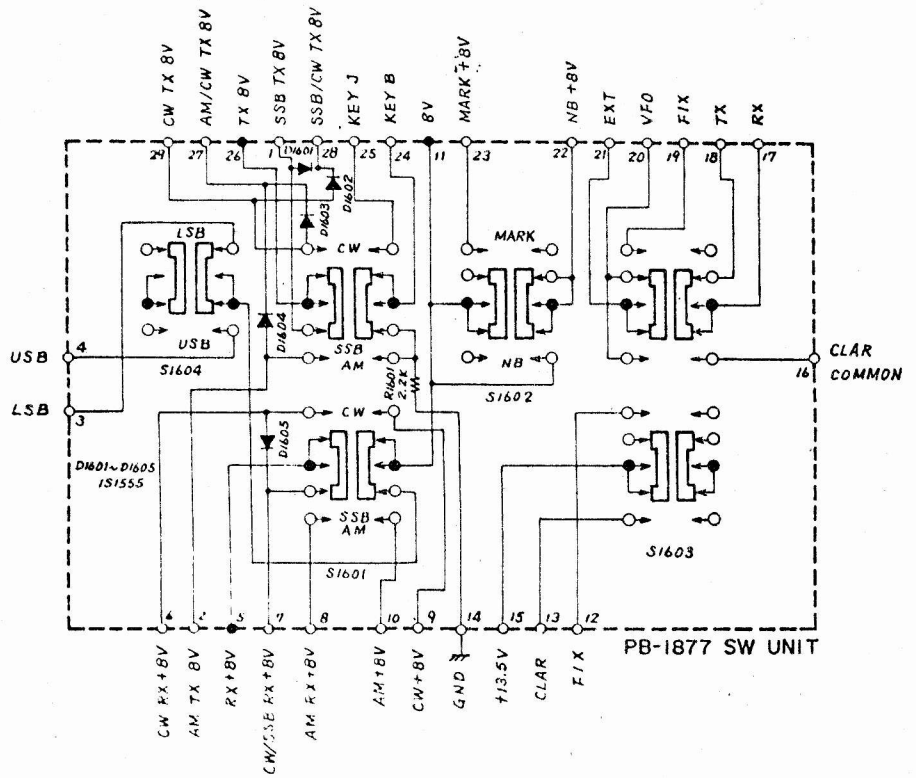 CW TX 8V
AM/CW TX 8V
TX 8V
SSB TX 8V
SSB/CW TX 8V
KEY J
KEY B
8V
MARK+8V
NB+8V
EXT
VFO
FIX
TX
RX
29
27
26
1
28
25
24
11
23
22
21
20
19
18
17
D1601
D1602
D1603
LSB
CW
MARK
D1604
USB
SSB
AM
NB
S1604
S1602
USB
4
LSB
3
16
CLAR
COMMON
R1601
2.2K
CW
D1605
D1601~D1605
1S1555
SSB
AM
S1601
S1603
6
2
5
7
8
10
9
14
15
13
12
PB-1877 SW UNIT
CW RX+8V
AM TX 8V
RX+8V
CW/SSB RX+8V
AM RX+8V
AM+8V
CW+8V
GND
+13.5V
CLAR
FIX